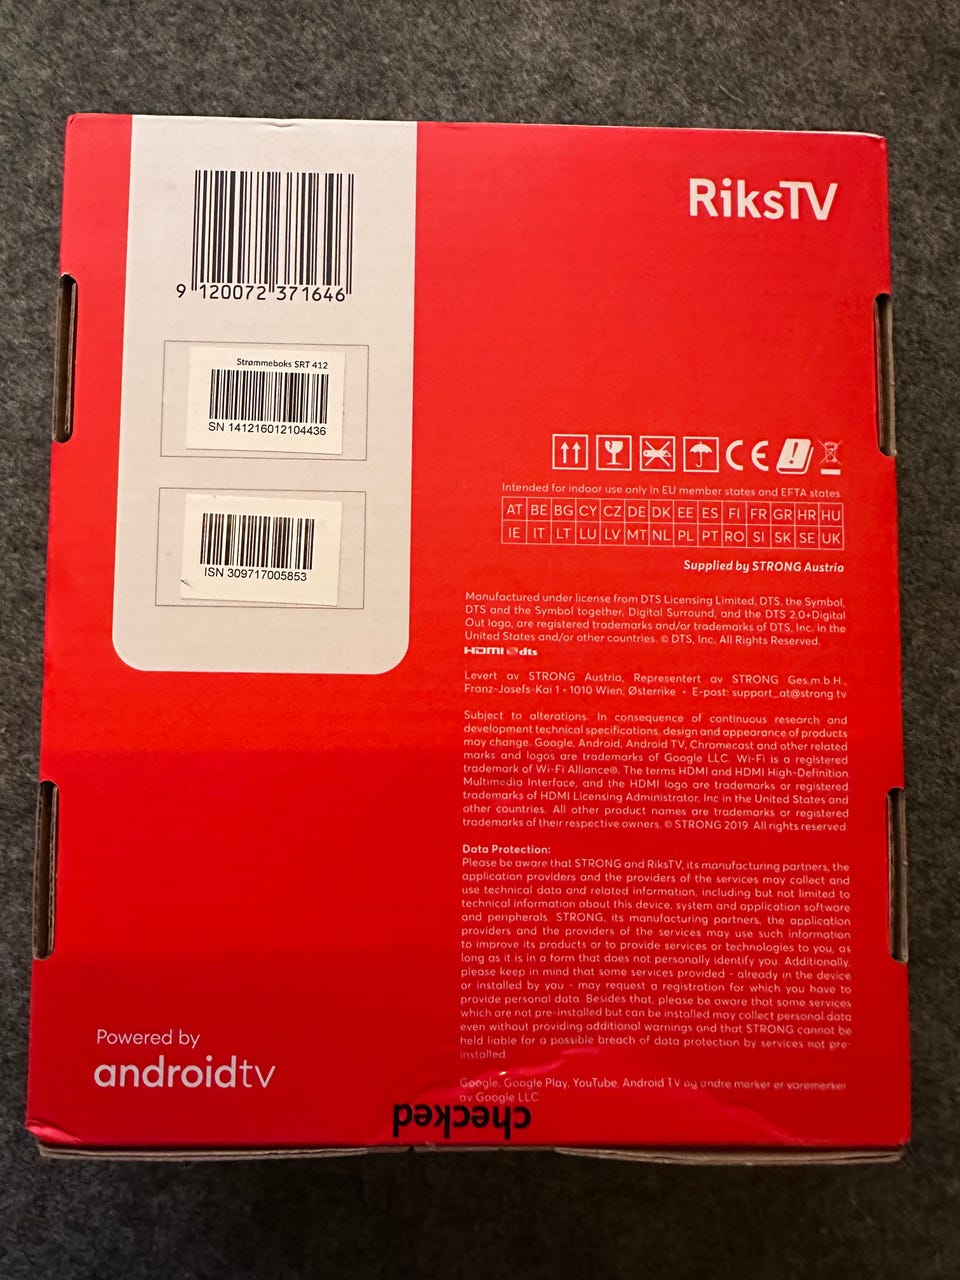 RiksTV
9 120072 371646
Strømmeboks SRT 412
SN 141216012104436
ISN 309717005853
CE
Intended for indoor use only in EU member states and EFTA states.
AT BE BG CY CZ DE DK EE ES FI FR GR HR HU
IE IT LT LU LV MT NL PL PT RO SI SK SE UK
Supplied by STRONG Austria
Manufactured under license from DTS Licensing Limited, DTS, the Symbol,
DTS and the Symbol together, Digital Surround, and the DTS 2.0+Digital
Out logo, are registered trademarks and/or trademarks of DTS, Inc. in the
United States and/or other countries. © DTS, Inc. All Rights Reserved.
HDMI dts
Levert av STRONG Austria, Representert av STRONG Ges.m.b.H.
Franz-Josefs-Kai 1 • 1010 Wien, Østerrike • E-post: support_at@strong.tv
Subject to alterations. In consequence of continuous research and
development technical specifications, design and appearance of products
may change. Google, Android, Android TV, Chromecast and other related
marks and logos are trademarks of Google LLC. Wi-Fi is a registered
trademark of Wi-Fi Alliance®. The terms HDMI and HDMI High-Definition
Multimedia Interface, and the HDMI logo are trademarks or registered
trademarks of HDMI Licensing Administrator, Inc in the United States and
other countries. All other product names are trademarks or registered
trademarks of their respective owners. © STRONG 2019 All rights reserved.
Data Protection:
Please be aware that STRONG and RiksTV, its manufacturing partners, the
application providers and the providers of the services may collect and
use technical data and related information, including but not limited to
technical information about this device, system and application software
and peripherals. STRONG, its manufacturing partners, the application
providers and the providers of the services may use such information
to improve its products or to provide services or technologies to you, as
long as it is in a form that does not personally identify you. Additionally,
please keep in mind that some services provided - already in the device
or installed by you - may request a registration for which you have to
provide personal data. Besides that, please be aware that some services
which are not pre-installed but can be installed may collect personal data
even without providing additional warnings and that STRONG cannot be
held liable for a possible breach of data protection by services not pre-
installed
Google, Google Play, YouTube, Android TV og andre merker er varemerker
av Google LLC
Powered by
androidtv
checked